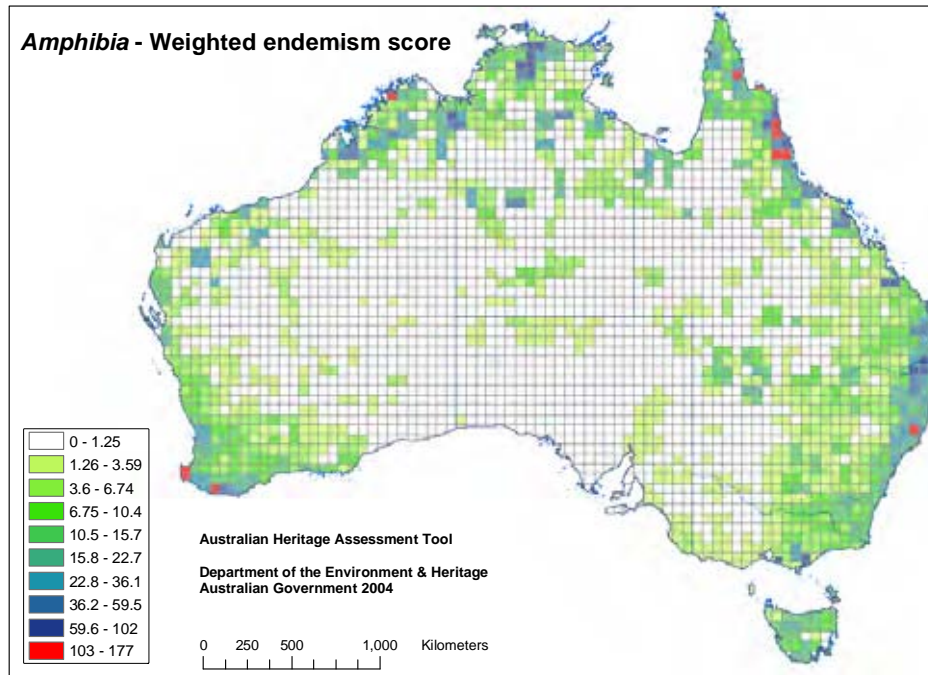 Amphibia - Weighted endemism score
0 - 1.25
1.26 - 3.59
3.6 - 6.74
6.75 - 10.4
10.5 - 15.7
15.8 - 22.7
22.8 - 36.1
36.2 - 59.5
59.6 - 102
103 - 177
Australian Heritage Assessment Tool
Department of the Environment & Heritage
Australian Government 2004
0 250 500 1,000 Kilometers